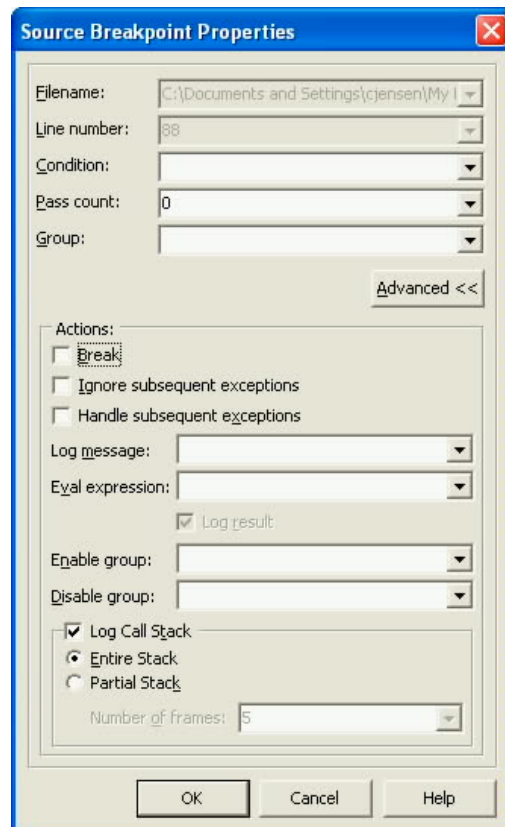 Source Breakpoint Properties
Filename: C:\Documents and Settings\cjensen\My
Line number: 88
Condition:
Pass count: 0
Group:
Advanced <<
Actions:
Break
Ignore subsequent exceptions
Handle subsequent exceptions
Log message:
Eval expression:
Log result
Enable group:
Disable group:
Log Call Stack
Entire Stack
Partial Stack
Number of frames: 5
OK Cancel Help